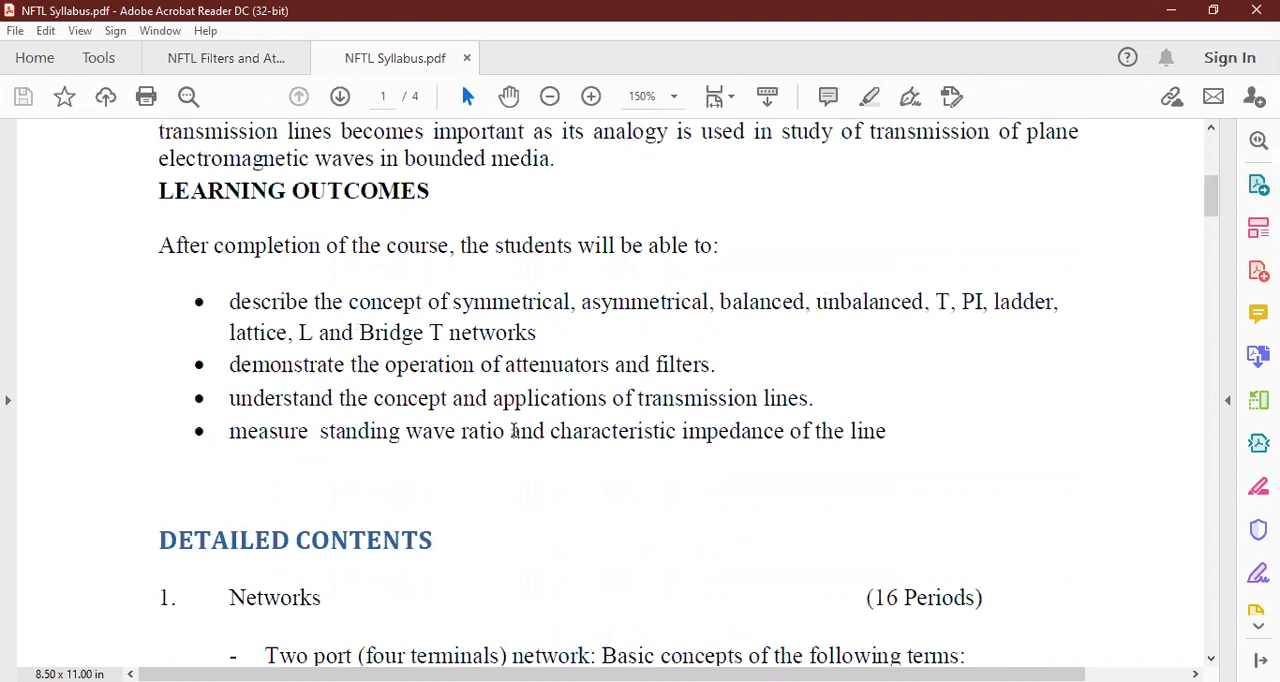 NFTL Syllabus.pdf - Adobe Acrobat Reader DC (32-bit)
File Edit View Sign Window Help
Home Tools NFTL Filters and At... NFTL Syllabus.pdf × Sign In
1 / 4 150%
transmission lines becomes important as its analogy is used in study of transmission of plane
electromagnetic waves in bounded media.
LEARNING OUTCOMES
After completion of the course, the students will be able to:
• describe the concept of symmetrical, asymmetrical, balanced, unbalanced, T, PI, ladder,
lattice, L and Bridge T networks
• demonstrate the operation of attenuators and filters.
• understand the concept and applications of transmission lines.
• measure standing wave ratio and characteristic impedance of the line
DETAILED CONTENTS
1. Networks (16 Periods)
- Two port (four terminals) network: Basic concepts of the following terms:
8.50 x 11.00 in